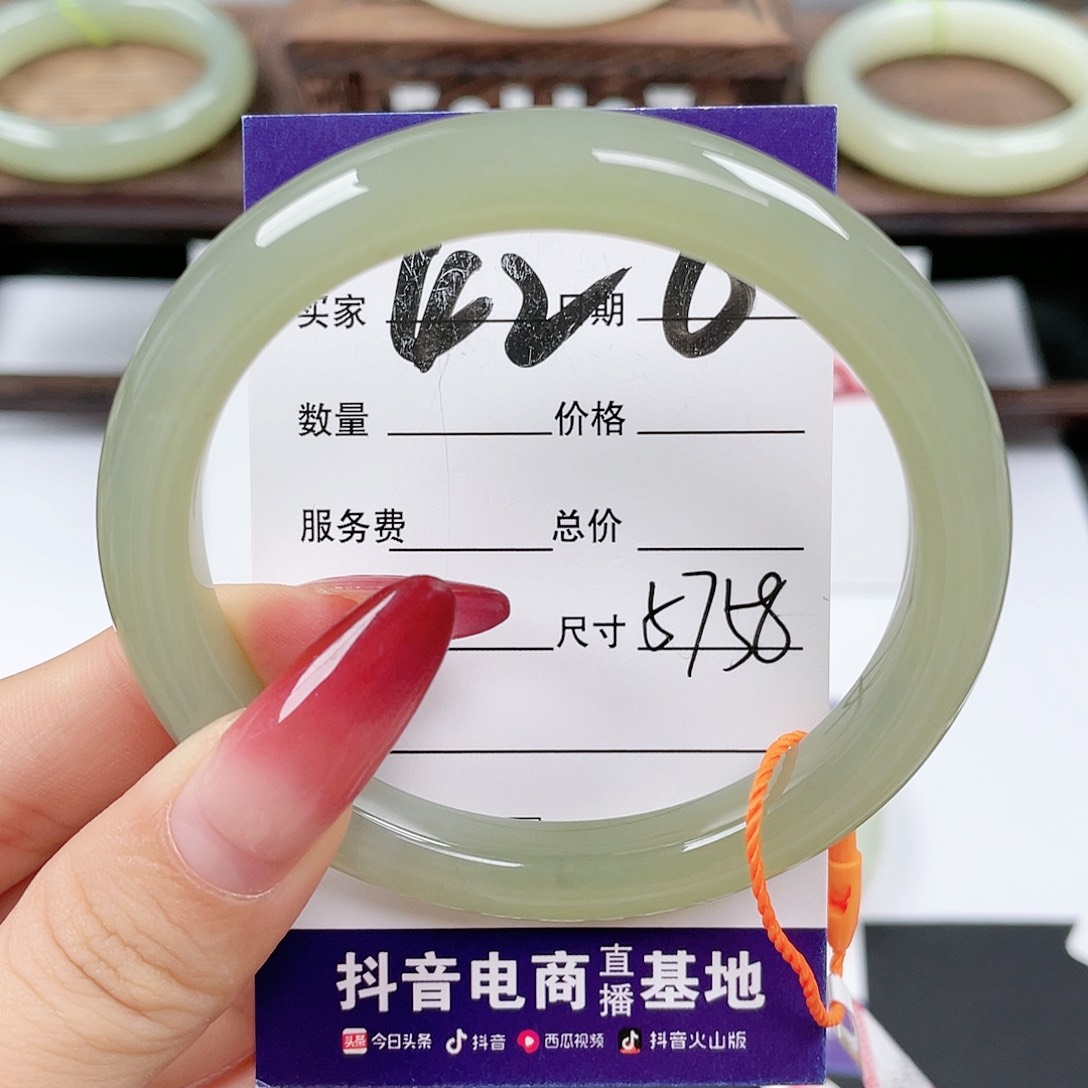 买家 日期
数量 价格
服务费 总价
尺寸 5758
抖音电商直播基地
头条 今日头条 抖音 西瓜视频 抖音火山版